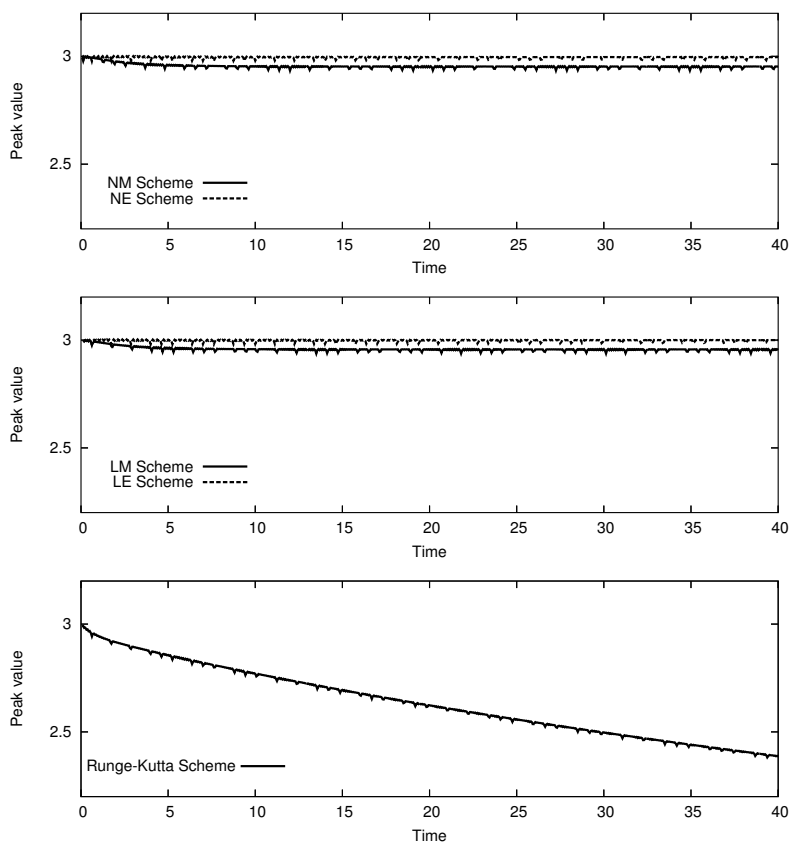 3
2.5
Peak value
NM Scheme
NE Scheme
0 5 10 15 20 25 30 35 40
Time
3
2.5
Peak value
LM Scheme
LE Scheme
0 5 10 15 20 25 30 35 40
Time
3
2.5
Peak value
Runge-Kutta Scheme
0 5 10 15 20 25 30 35 40
Time